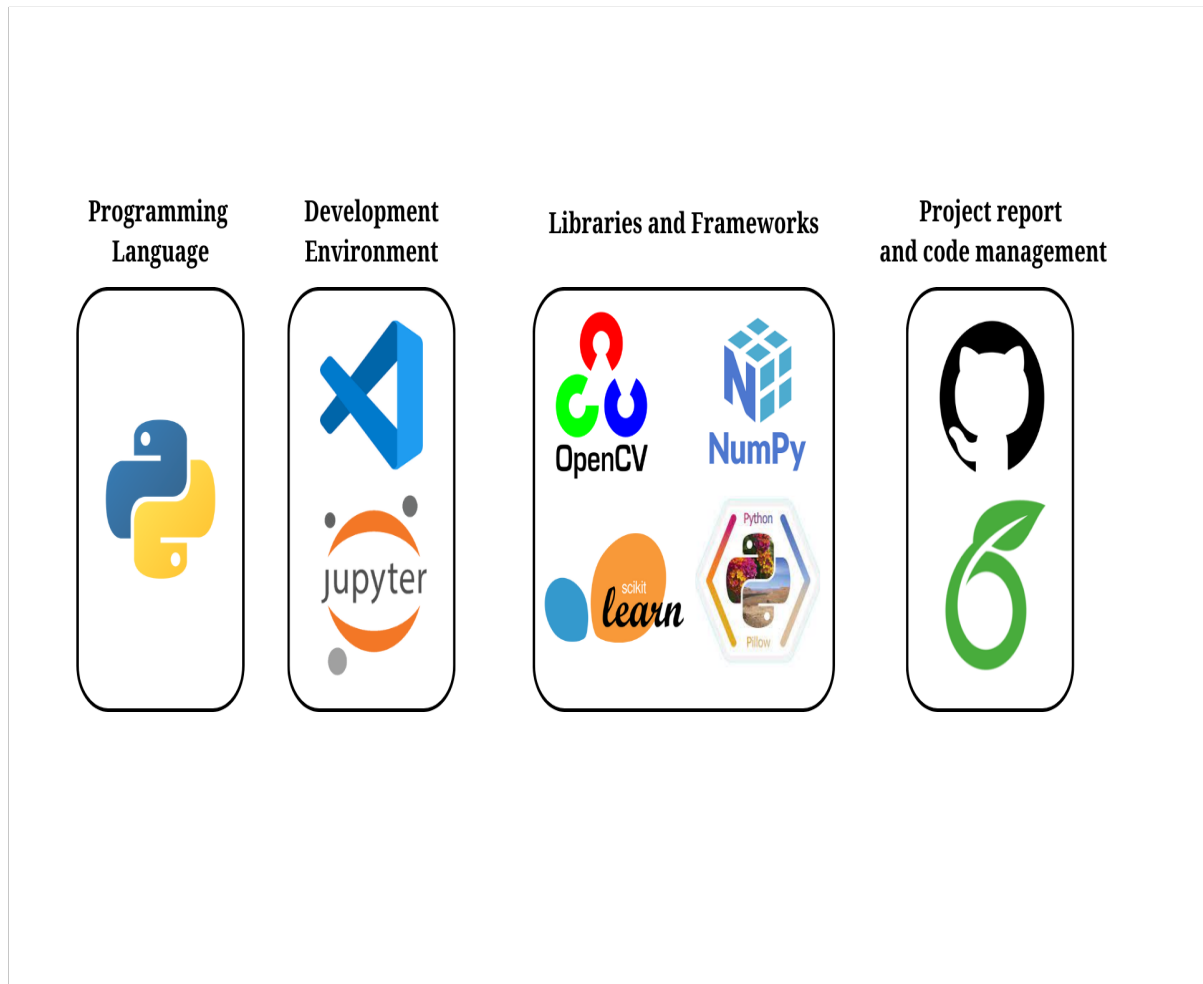 Programming
Language
Development
Environment
Libraries and Frameworks
Project report
and code management
jupyter
OpenCV
NumPy
scikit
learn
Python
Pillow